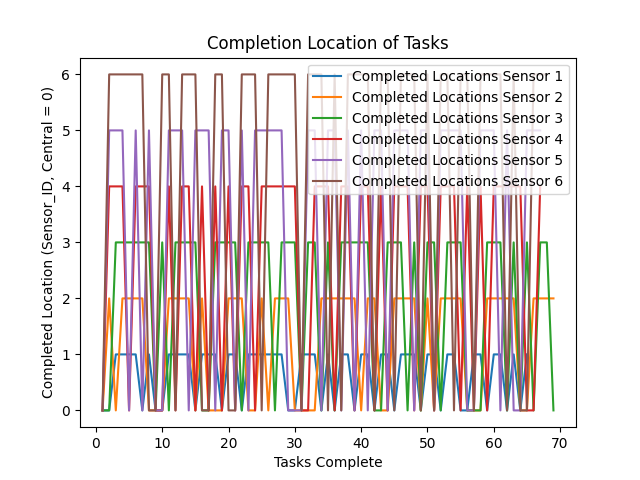 Completion Location of Tasks
Completed Location (Sensor_ID, Central = 0)
6
5
4
3
2
1
0
Completed Locations Sensor 1
Completed Locations Sensor 2
Completed Locations Sensor 3
Completed Locations Sensor 4
Completed Locations Sensor 5
Completed Locations Sensor 6
0 10 20 30 40 50 60 70
Tasks Complete